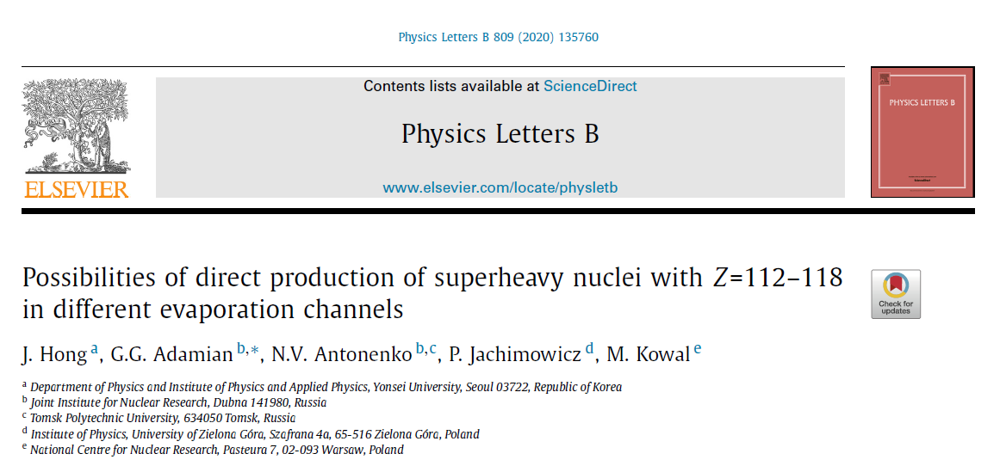 Physics Letters B 809 (2020) 135760
Contents lists available at ScienceDirect
Physics Letters B
www.elsevier.com/locate/physletb
ELSEVIER
PHYSICS LETTERS B
Possibilities of direct production of superheavy nuclei with Z=112–118
in different evaporation channels
Check for
updates
J. Hong a, G.G. Adamian b,*, N.V. Antonenko b,c, P. Jachimowicz d, M. Kowal e
a Department of Physics and Institute of Physics and Applied Physics, Yonsei University, Seoul 03722, Republic of Korea
b Joint Institute for Nuclear Research, Dubna 141980, Russia
c Tomsk Polytechnic University, 634050 Tomsk, Russia
d Institute of Physics, University of Zielona Góra, Szafrana 4a, 65-516 Zielona Góra, Poland
e National Centre for Nuclear Research, Pasteura 7, 02-093 Warsaw, Poland